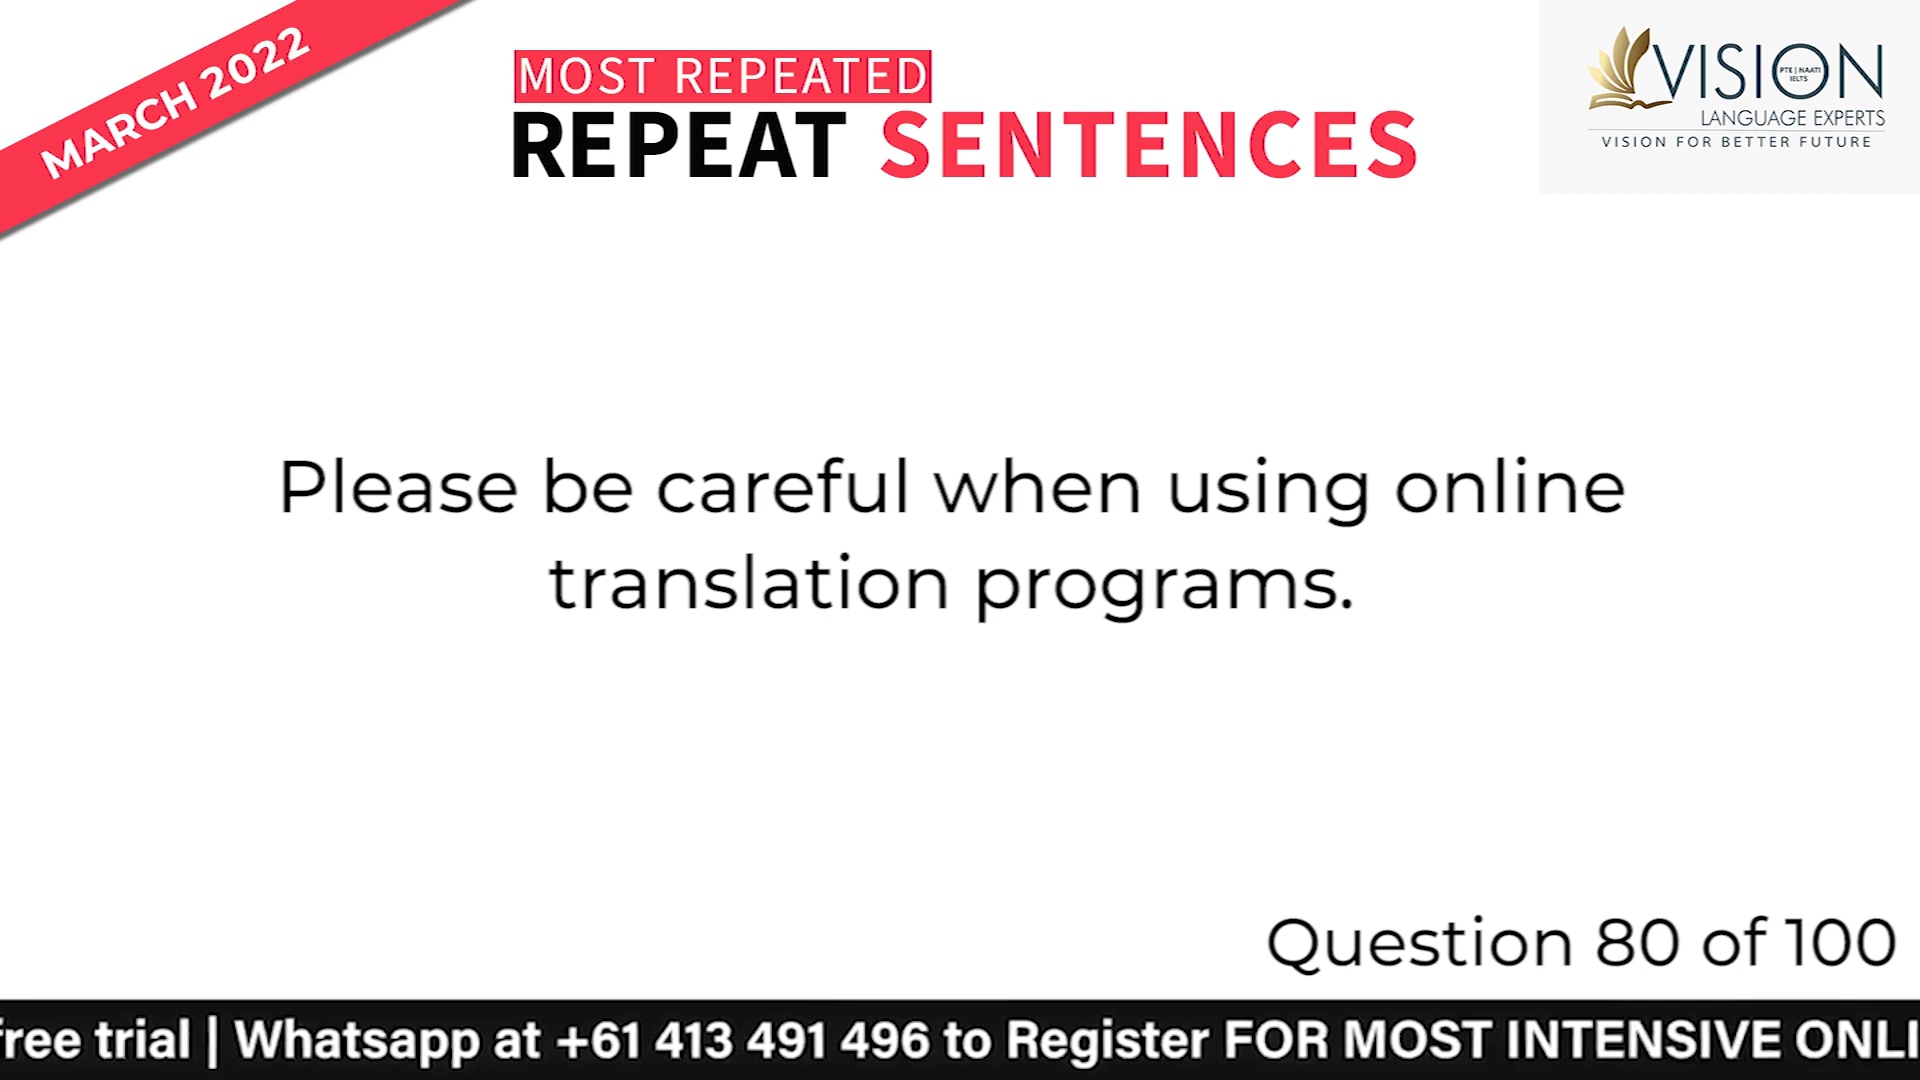 MARCH 2022
MOST REPEATED
REPEAT SENTENCES
VISION
PTE | NAATI
IELTS
LANGUAGE EXPERTS
VISION FOR BETTER FUTURE
Please be careful when using online
translation programs.
Question 80 of 100
free trial | Whatsapp at +61 413 491 496 to Register FOR MOST INTENSIVE ONLI